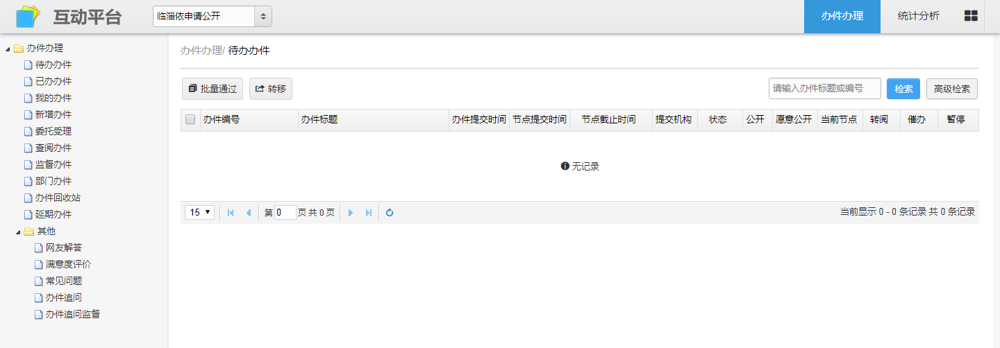 互动平台
临淄依申请公开
办件办理
统计分析
办件办理
待办办件
已办办件
我的办件
新增办件
委托受理
查阅办件
监督办件
部门办件
办件回收站
延期办件
其他
网友解答
满意度评价
常见问题
办件追问
办件追问监督
办件办理/ 待办办件
批量通过
转移
请输入办件标题或编号
检索
高级检索
办件编号 办件标题 办件提交时间 节点提交时间 节点截止时间 提交机构 状态 公开 愿意公开 当前节点 转阅 催办 暂停
无记录
15 第 0 页 共 0 页 当前显示 0 - 0 条记录 共 0 条记录